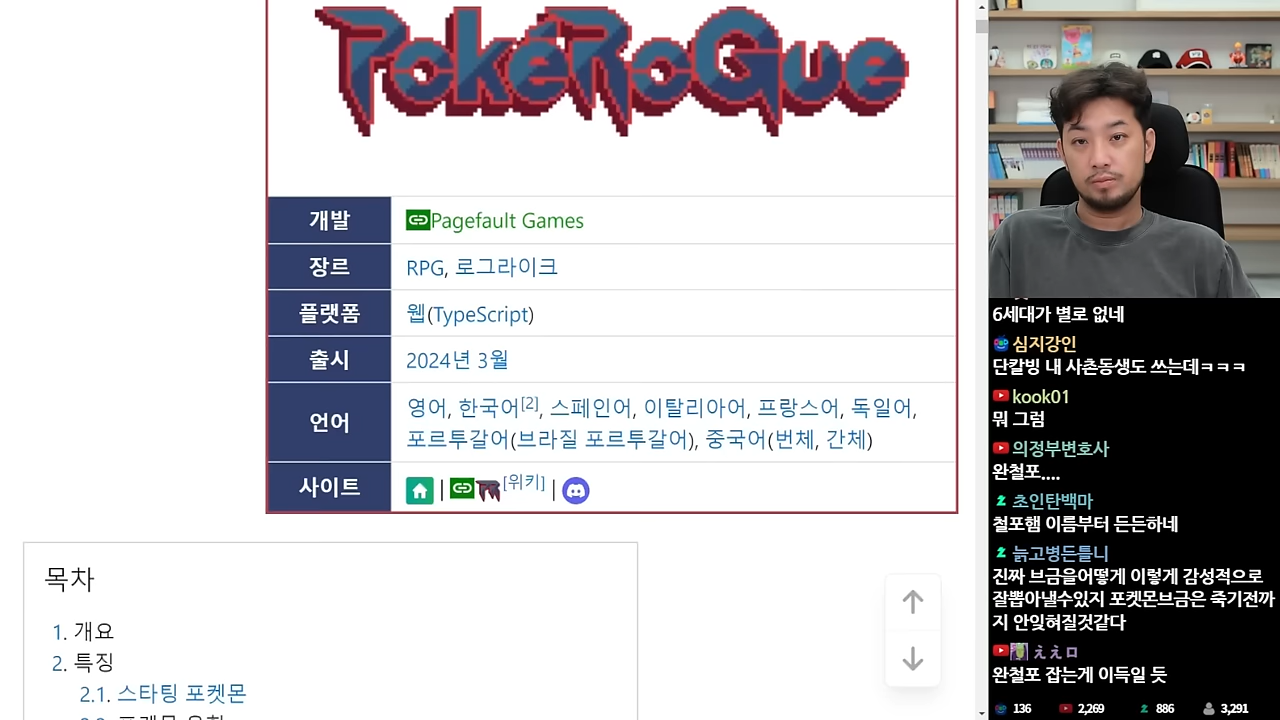 PokéRoGue
개발
Pagefault Games
장르
RPG, 로그라이크
플랫폼
웹(TypeScript)
출시
2024년 3월
언어
영어, 한국어[2], 스페인어, 이탈리아어, 프랑스어, 독일어,
포르투갈어(브라질 포르투갈어), 중국어(번체, 간체)
사이트
| [위키] |
목차
1. 개요
2. 특징
2.1. 스타팅 포켓몬
6세대가 별로 없네
심지강인
단칼빙 내 사촌동생도 쓰는데ㅋㅋㅋ
kook01
뭐 그럼
의정부변호사
완철포....
초인탄백마
철포햄 이름부터 든든하네
늙고병든틀니
진짜 브금을어떻게 이렇게 감성적으로
잘뽑아낼수있지 포켓몬브금은 죽기전까
지 안잊혀질것같다
ええㅁ
완철포 잡는게 이득일 듯
136 2,269 886 3,291